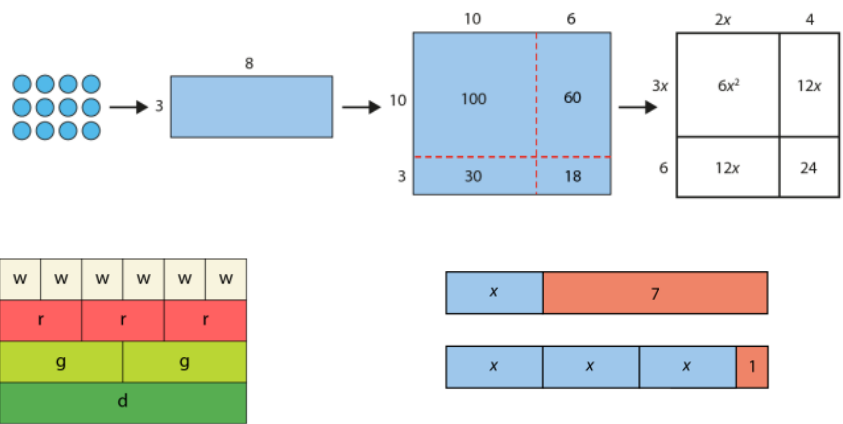 8
3
10 6
10 100 60
3 30 18
2x 4
3x 6x² 12x
6 12x 24
w w w w w w
r r r
g g
d
x 7
x x x 1